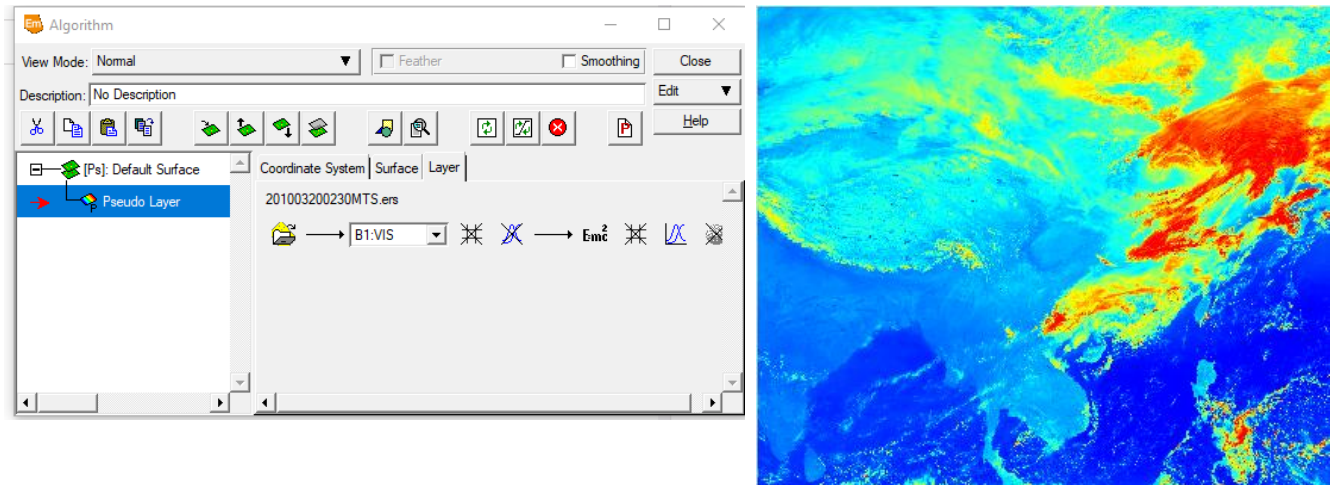 Em Algorithm
View Mode: Normal
Feather
Smoothing
Close
Description: No Description
Edit
Help
[Ps]: Default Surface
Pseudo Layer
Coordinate System
Surface
Layer
201003200230MTS.ers
B1:VIS
Emc2